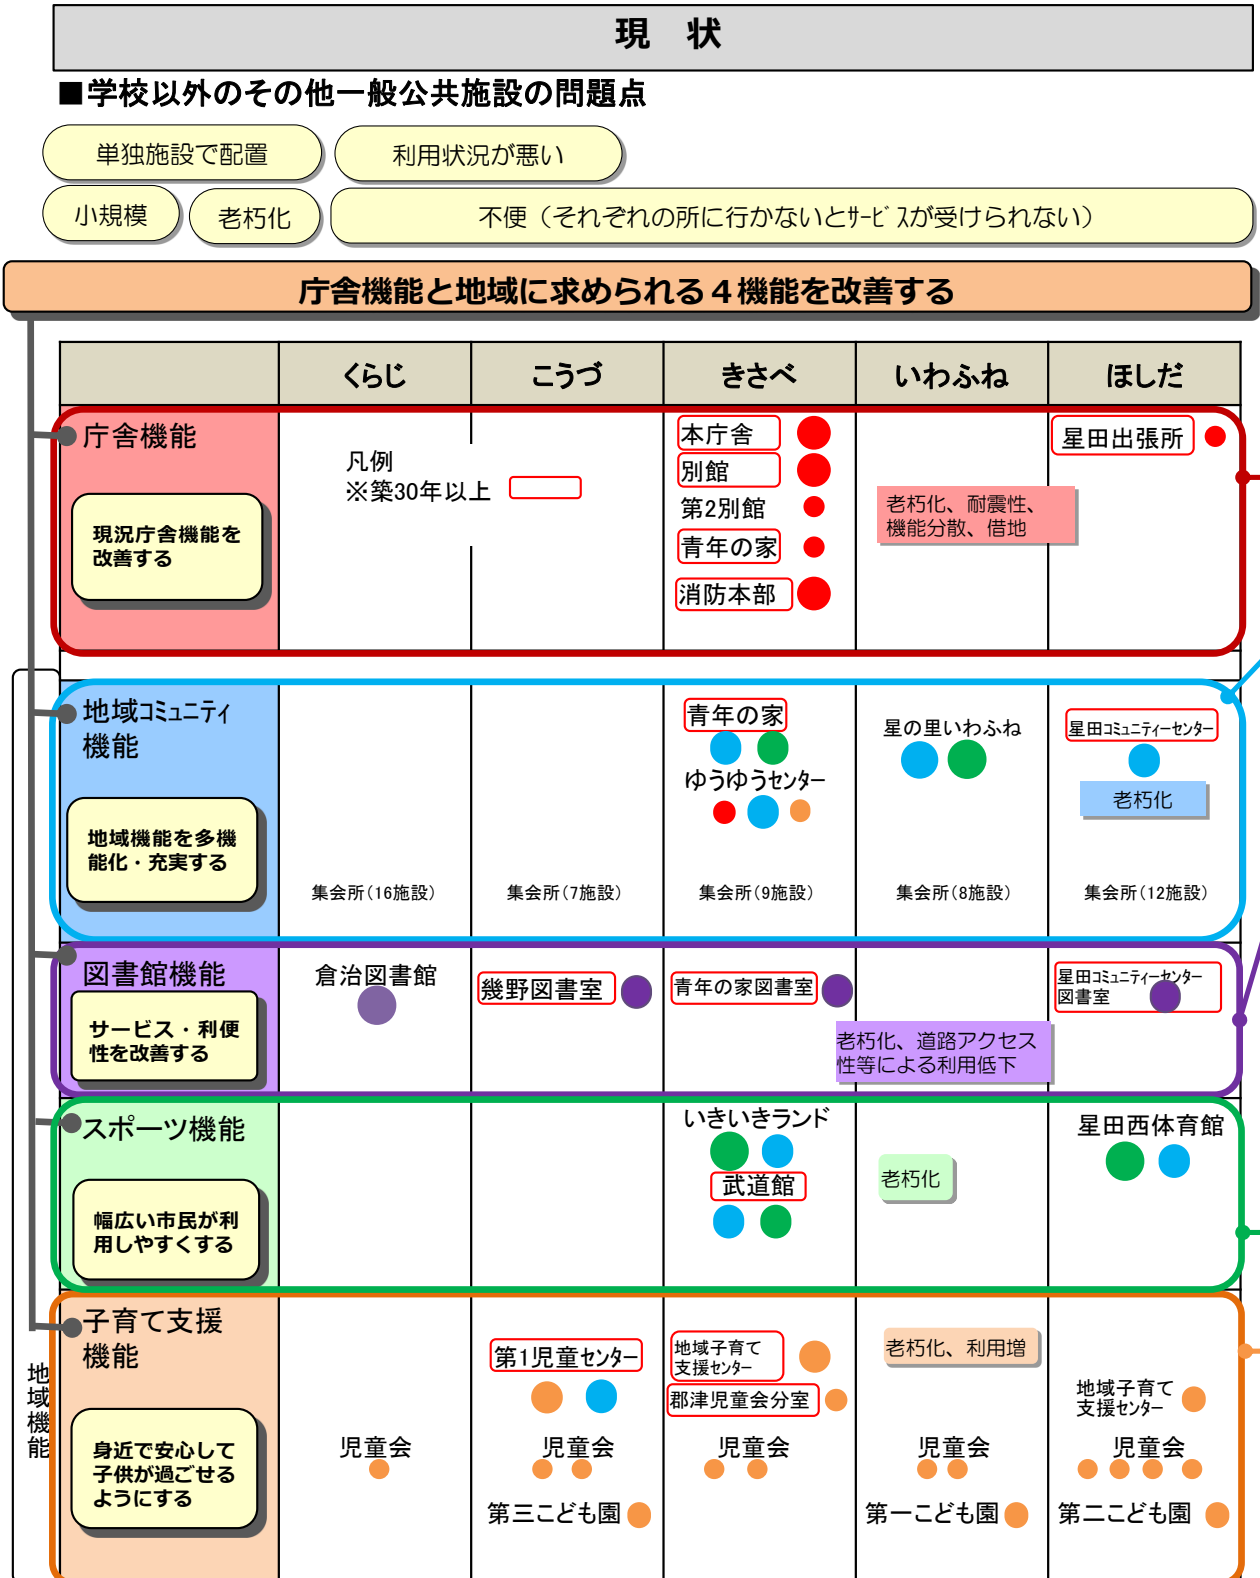 現　状
■学校以外のその他一般公共施設の問題点
単独施設で配置
利用状況が悪い
小規模
老朽化
不便（それぞれの所に行かないとｻｰﾋﾞｽが受けられない）
庁舎機能と地域に求められる４機能を改善する
くらじ
こうづ
きさべ
いわふね
ほしだ
庁舎機能
現況庁舎機能を
改善する
凡例
※築30年以上
本庁舎
別館
第2別館
青年の家
消防本部
老朽化、耐震性、
機能分散、借地
星田出張所
地域機能
地域ｺﾐｭﾆﾃｨ
機能
地域機能を多機
能化・充実する
青年の家
ゆうゆうｾﾝﾀｰ
星の里いわふね
星田ｺﾐｭﾆﾃｨｰｾﾝﾀｰ
老朽化
集会所（16施設）
集会所（7施設）
集会所（9施設）
集会所（8施設）
集会所（12施設）
図書館機能
サービス・利便
性を改善する
倉治図書館
幾野図書室
青年の家図書室
老朽化、道路アクセス
性等による利用低下
星田ｺﾐｭﾆﾃｨｰｾﾝﾀｰ
図書室
スポーツ機能
幅広い市民が利
用しやすくする
いきいきランド
武道館
老朽化
星田西体育館
子育て支援
機能
身近で安心して
子供が過ごせる
ようにする
第1児童ｾﾝﾀｰ
地域子育て
支援ｾﾝﾀｰ
郡津児童会分室
老朽化、利用増
地域子育て
支援ｾﾝﾀｰ
児童会
児童会
児童会
児童会
児童会
第三こども園
第一こども園
第二こども園